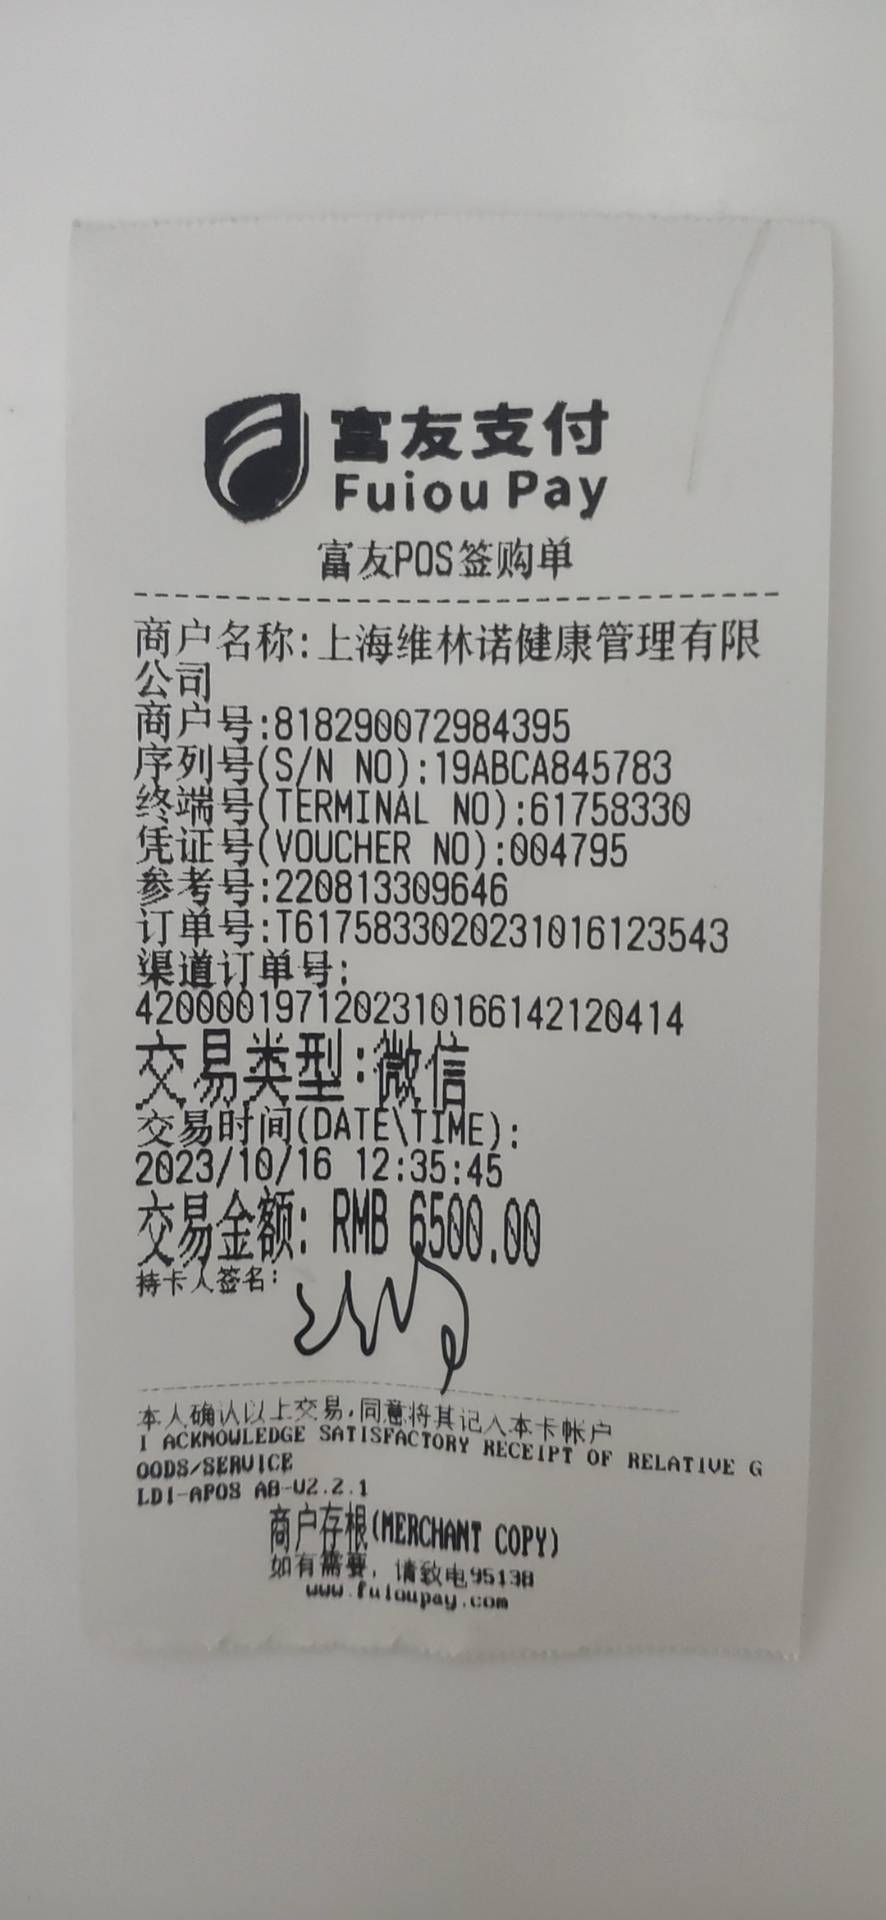 富友支付
Fuiou Pay
富友POS签购单
商户名称:上海维林诺健康管理有限
公司
商户号:818290072984395
序列号(S/N NO):19ABCA845783
终端号(TERMINAL NO):61758330
凭证号(VOUCHER NO):004795
参考号:220813309646
订单号:T6175833020231016123543
渠道订单号:
4200001971202310166142120414
交易类型:微信
交易时间(DATE\TIME):
2023/10/16 12:35:45
交易金额: RMB 6500.00
持卡人签名:
本人确认以上交易,同意将其记入本卡帐户
I ACKNOWLEDGE SATISFACTORY RECEIPT OF RELATIVE G
OODS/SERVICE
LDI-APOS AB-V2.2.1
商户存根(MERCHANT COPY)
如有需要，请致电95138
www.fuioupay.com